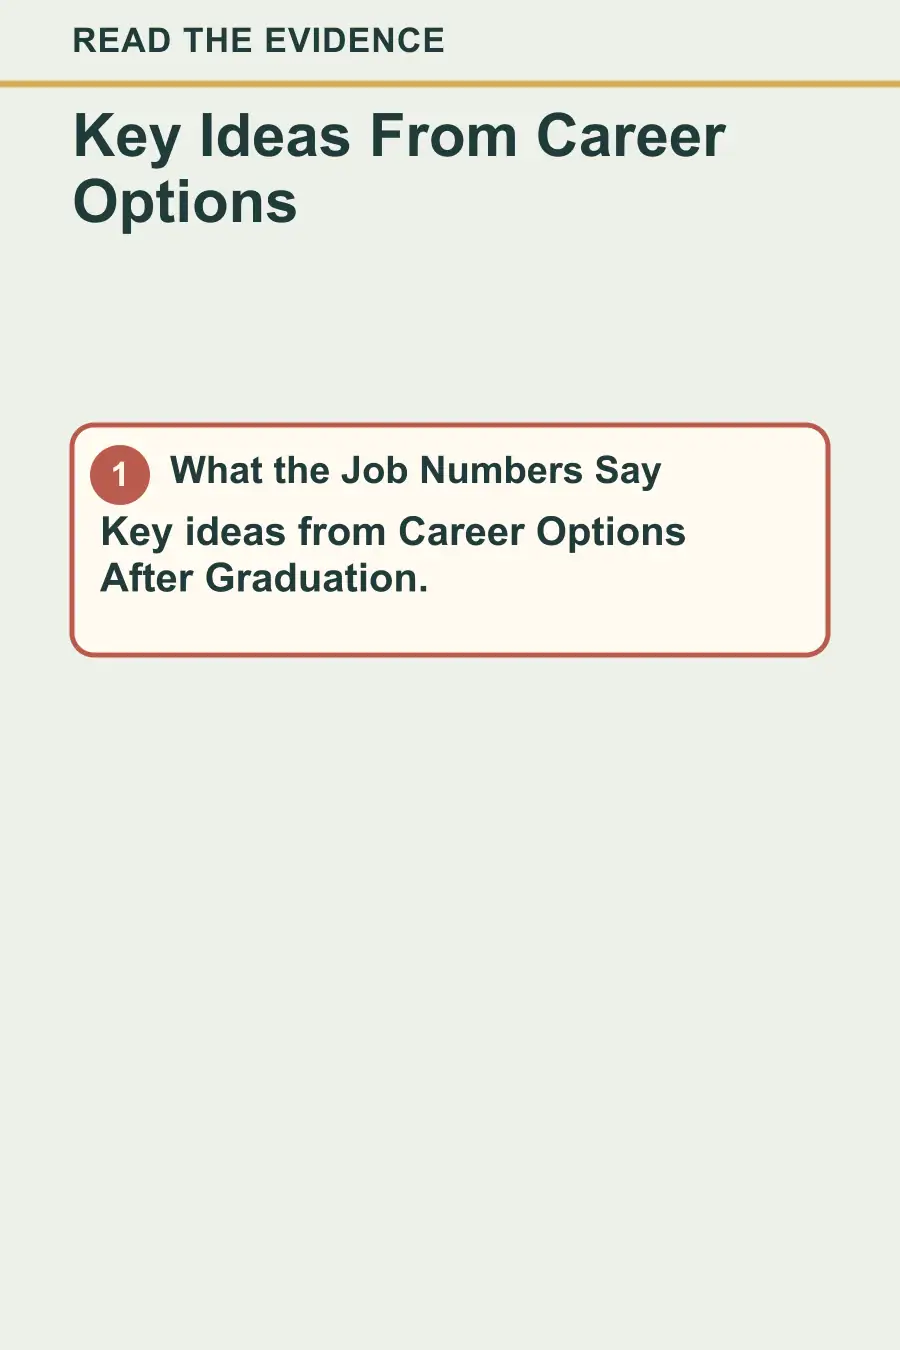 READ THE EVIDENCE
Key Ideas From Career
Options
1 What the Job Numbers Say
Key ideas from Career Options
After Graduation.